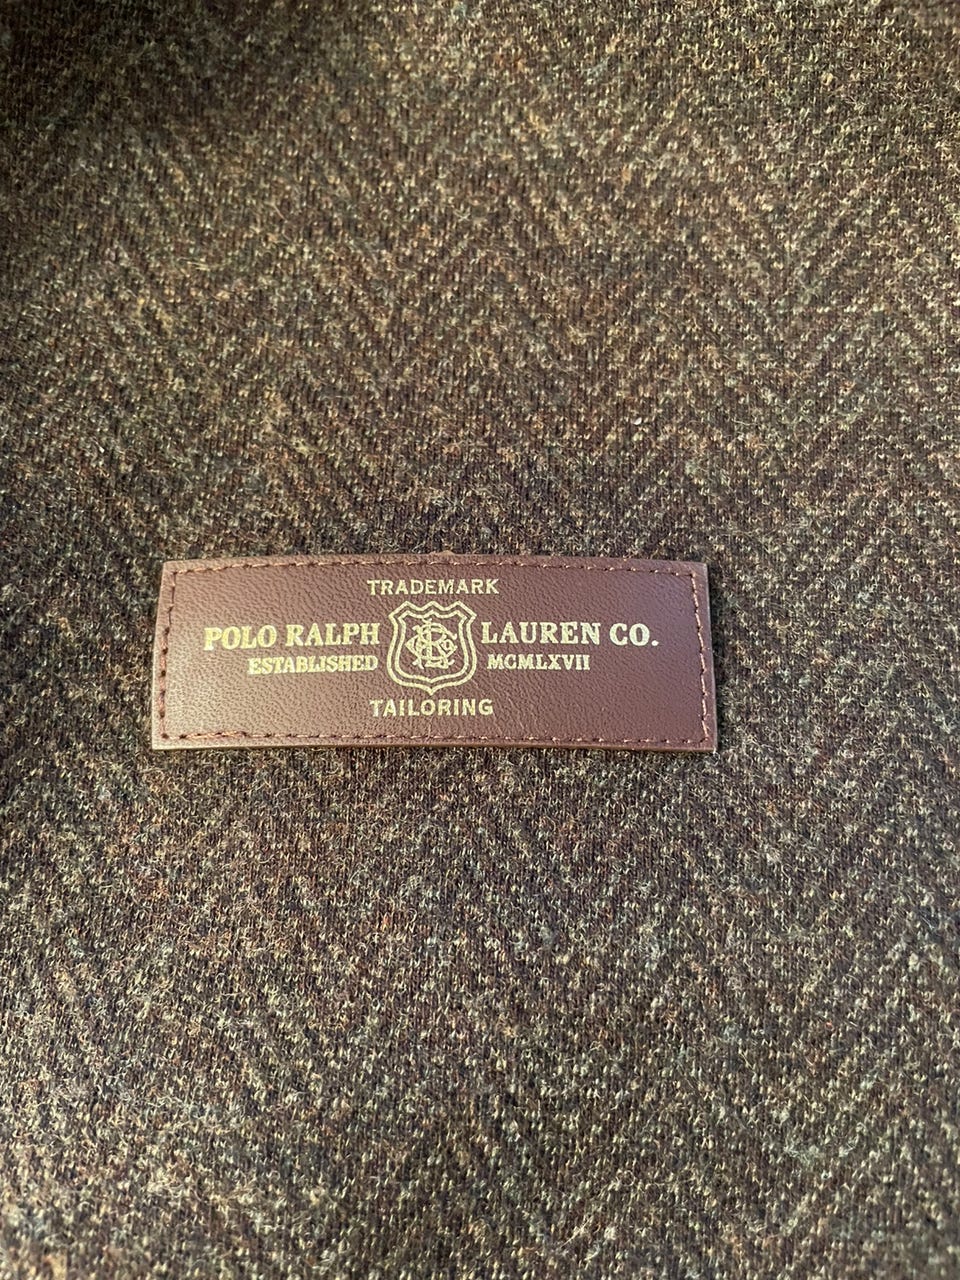 TRADEMARK
POLO RALPH LAUREN CO.
ESTABLISHED MCMLXVII
TAILORING